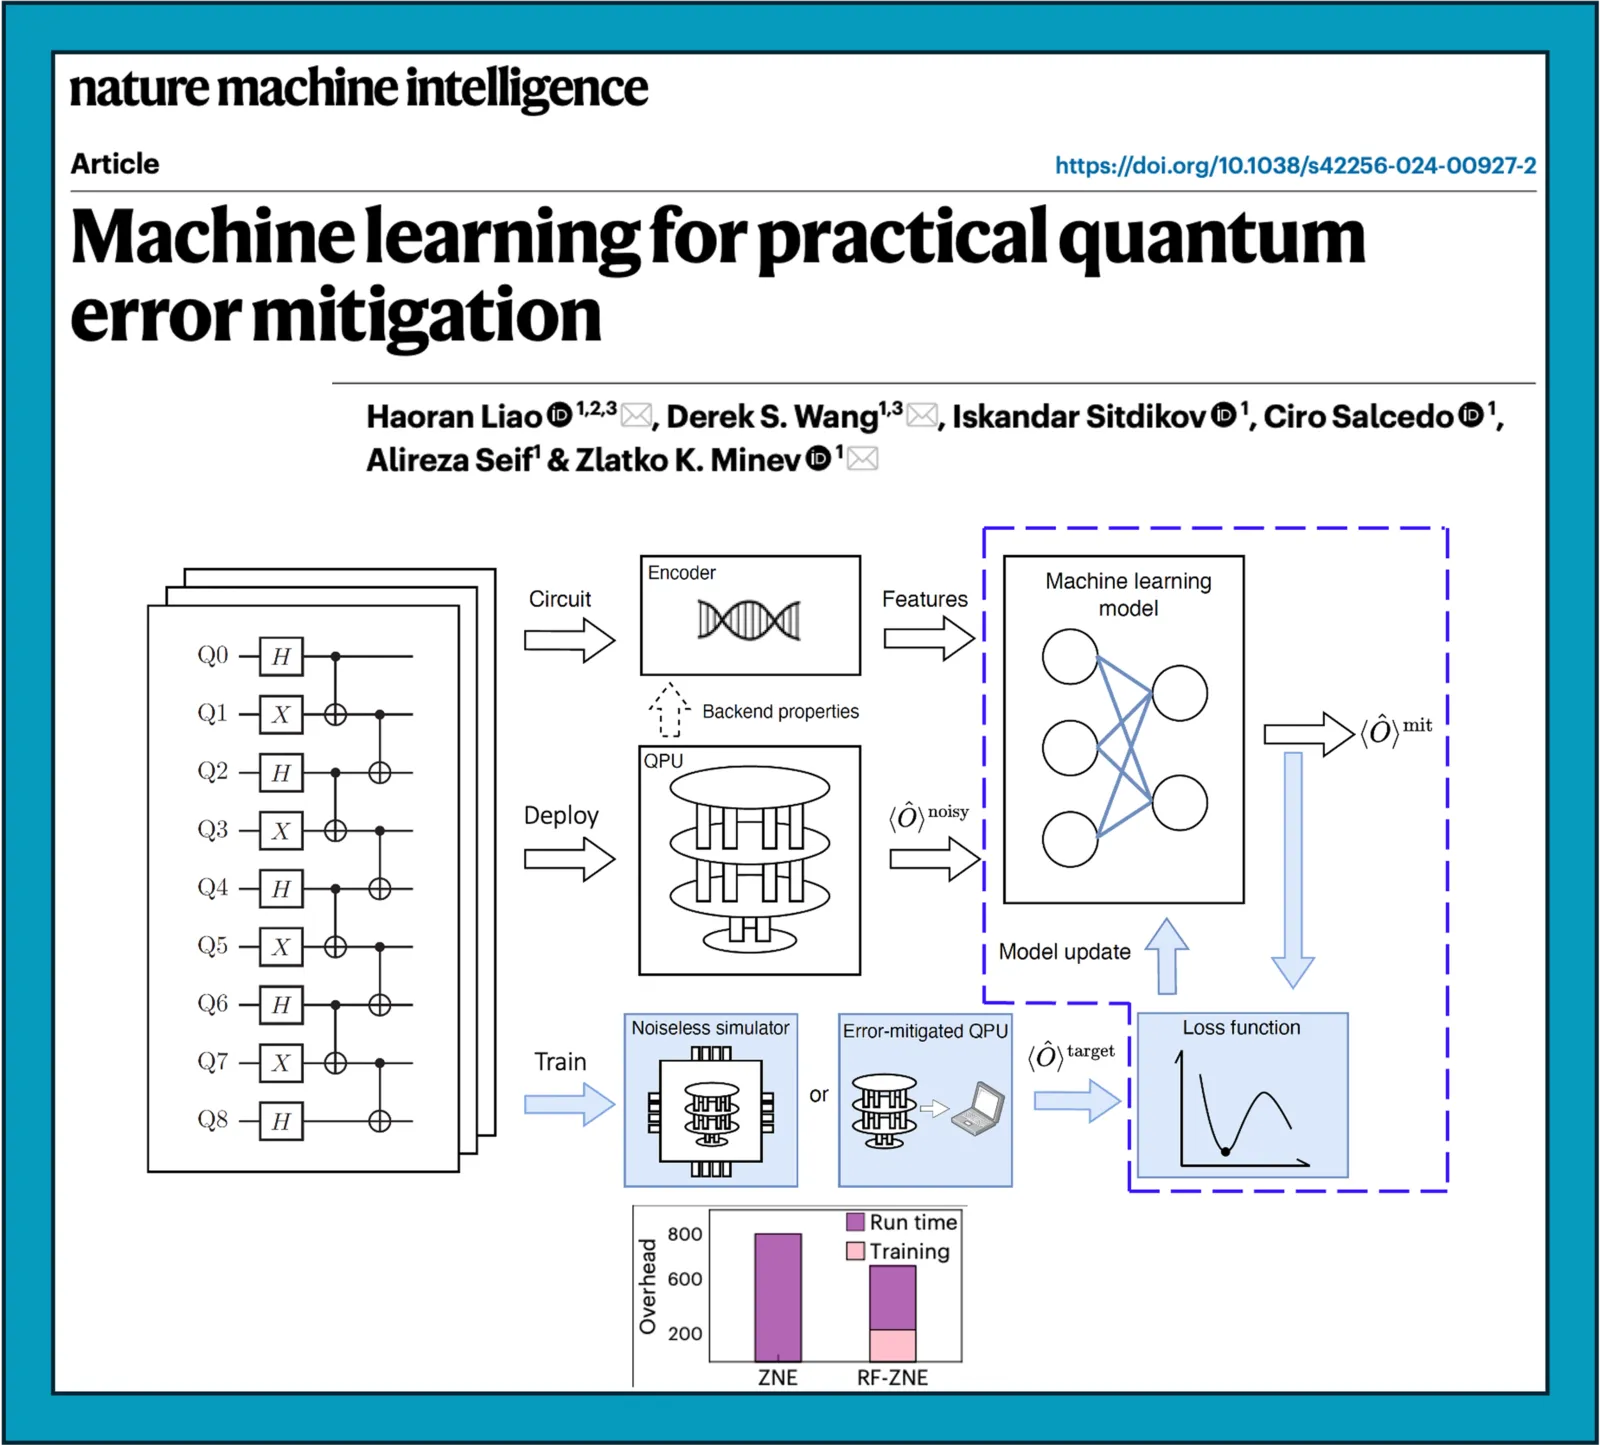 nature machine intelligence
Article
https://doi.org/10.1038/s42256-024-00927-2
Machine learning for practical quantum
error mitigation
Haoran Liao iD 1,2,3, Derek S. Wang1,3, Iskandar Sitdikov iD 1, Ciro Salcedo iD 1,
Alireza Seif1 & Zlatko K. Minev iD 1
Q0 H
Q1 X
Q2 H
Q3 X
Q4 H
Q5 X
Q6 H
Q7 X
Q8 H
Circuit
Encoder
Features
Backend properties
Deploy
QPU
⟨Ô⟩noisy
Machine learning
model
⟨Ô⟩mit
Model update
Train
Noiseless simulator
or
Error-mitigated QPU
⟨Ô⟩target
Loss function
Overhead
800
600
200
Run time
Training
ZNE
RF-ZNE